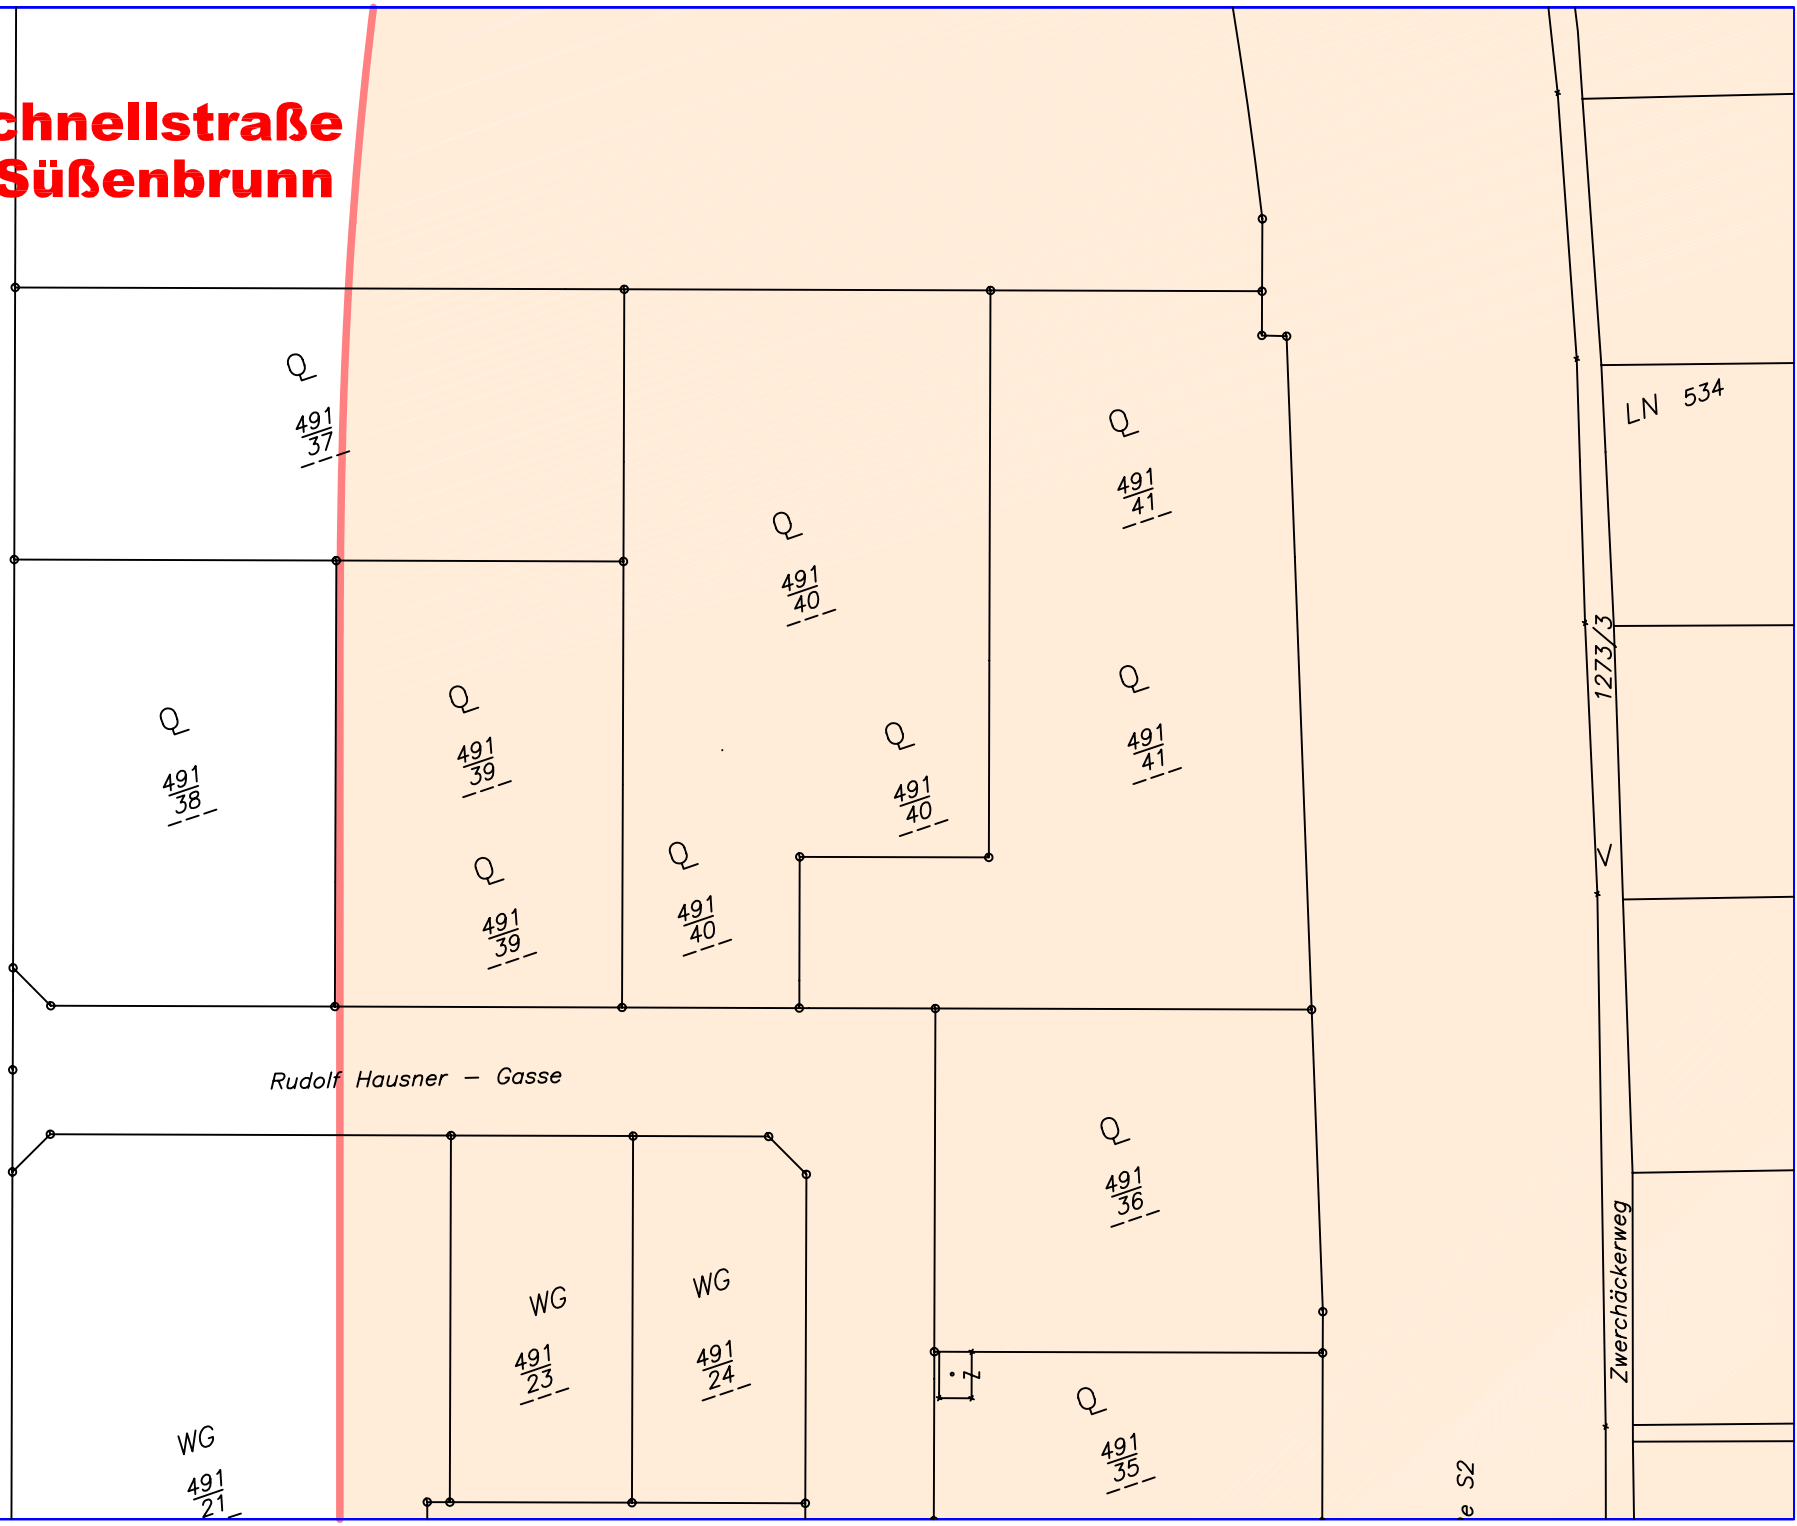 chnellstraße
Süßenbrunn
Q
491
37
Q
491
41
LN 534
Q
491
40
1273/3
Q
491
41
Q
491
38
Q
491
39
Q
491
40
Q
491
40
V
Q
491
39
Rudolf Hausner – Gasse
Q
491
36
Zwerchäckerweg
WG
491
23
WG
491
24
Z
Q
491
35
WG
491
21
e S2